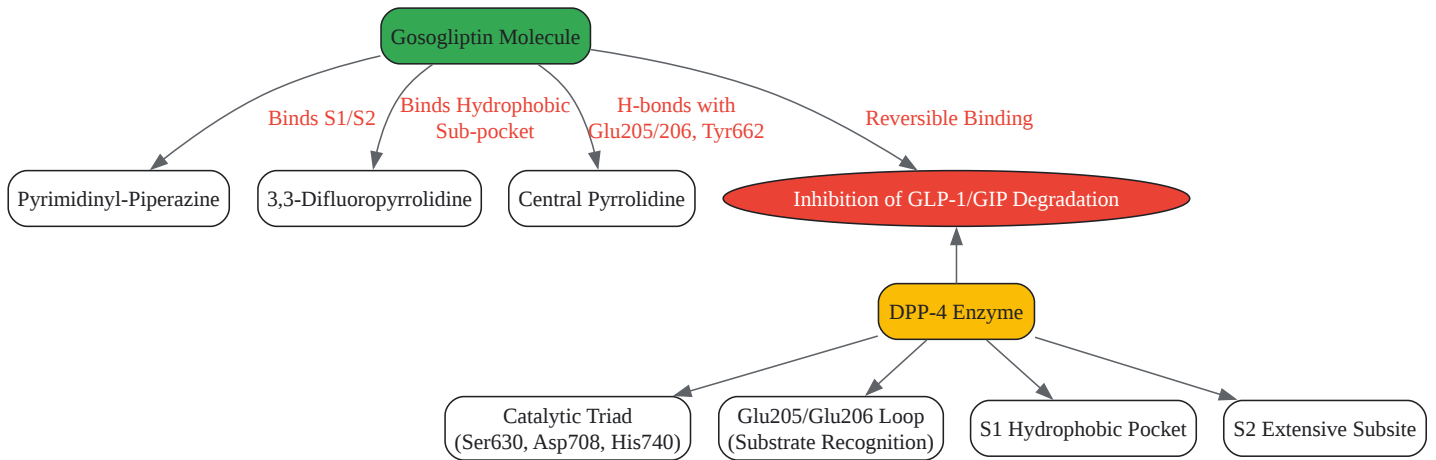 Gosogliptin Molecule
Binds S1/S2
Binds Hydrophobic
Sub-pocket
H-bonds with
Glu205/206, Tyr662
Reversible Binding
Pyrimidinyl-Piperazine
3,3-Difluoropyrrolidine
Central Pyrrolidine
Inhibition of GLP-1/GIP Degradation
DPP-4 Enzyme
Catalytic Triad
(Ser630, Asp708, His740)
Glu205/Glu206 Loop
(Substrate Recognition)
S1 Hydrophobic Pocket
S2 Extensive Subsite